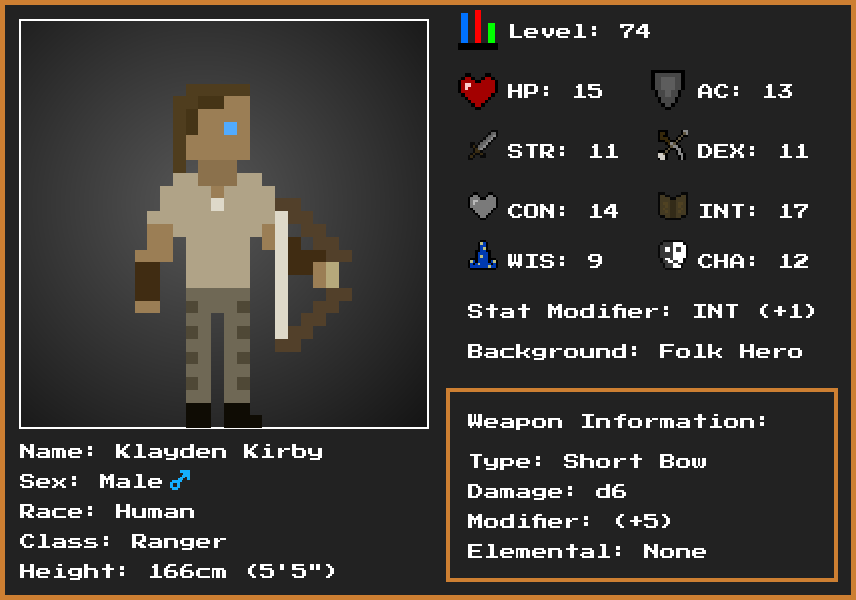 Level: 74
HP: 15
AC: 13
STR: 11
DEX: 11
CON: 14
INT: 17
WIS: 9
CHA: 12
Stat Modifier: INT (+1)
Background: Folk Hero
Weapon Information:
Type: Short Bow
Damage: d6
Modifier: (+5)
Elemental: None
Name: Klayden Kirby
Sex: Male♂
Race: Human
Class: Ranger
Height: 166cm (5'5")